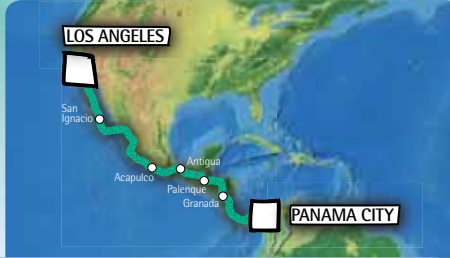 LOS ANGELES
San
Ignacio
Acapulco
Antigua
Palenque
Granada
PANAMA CITY